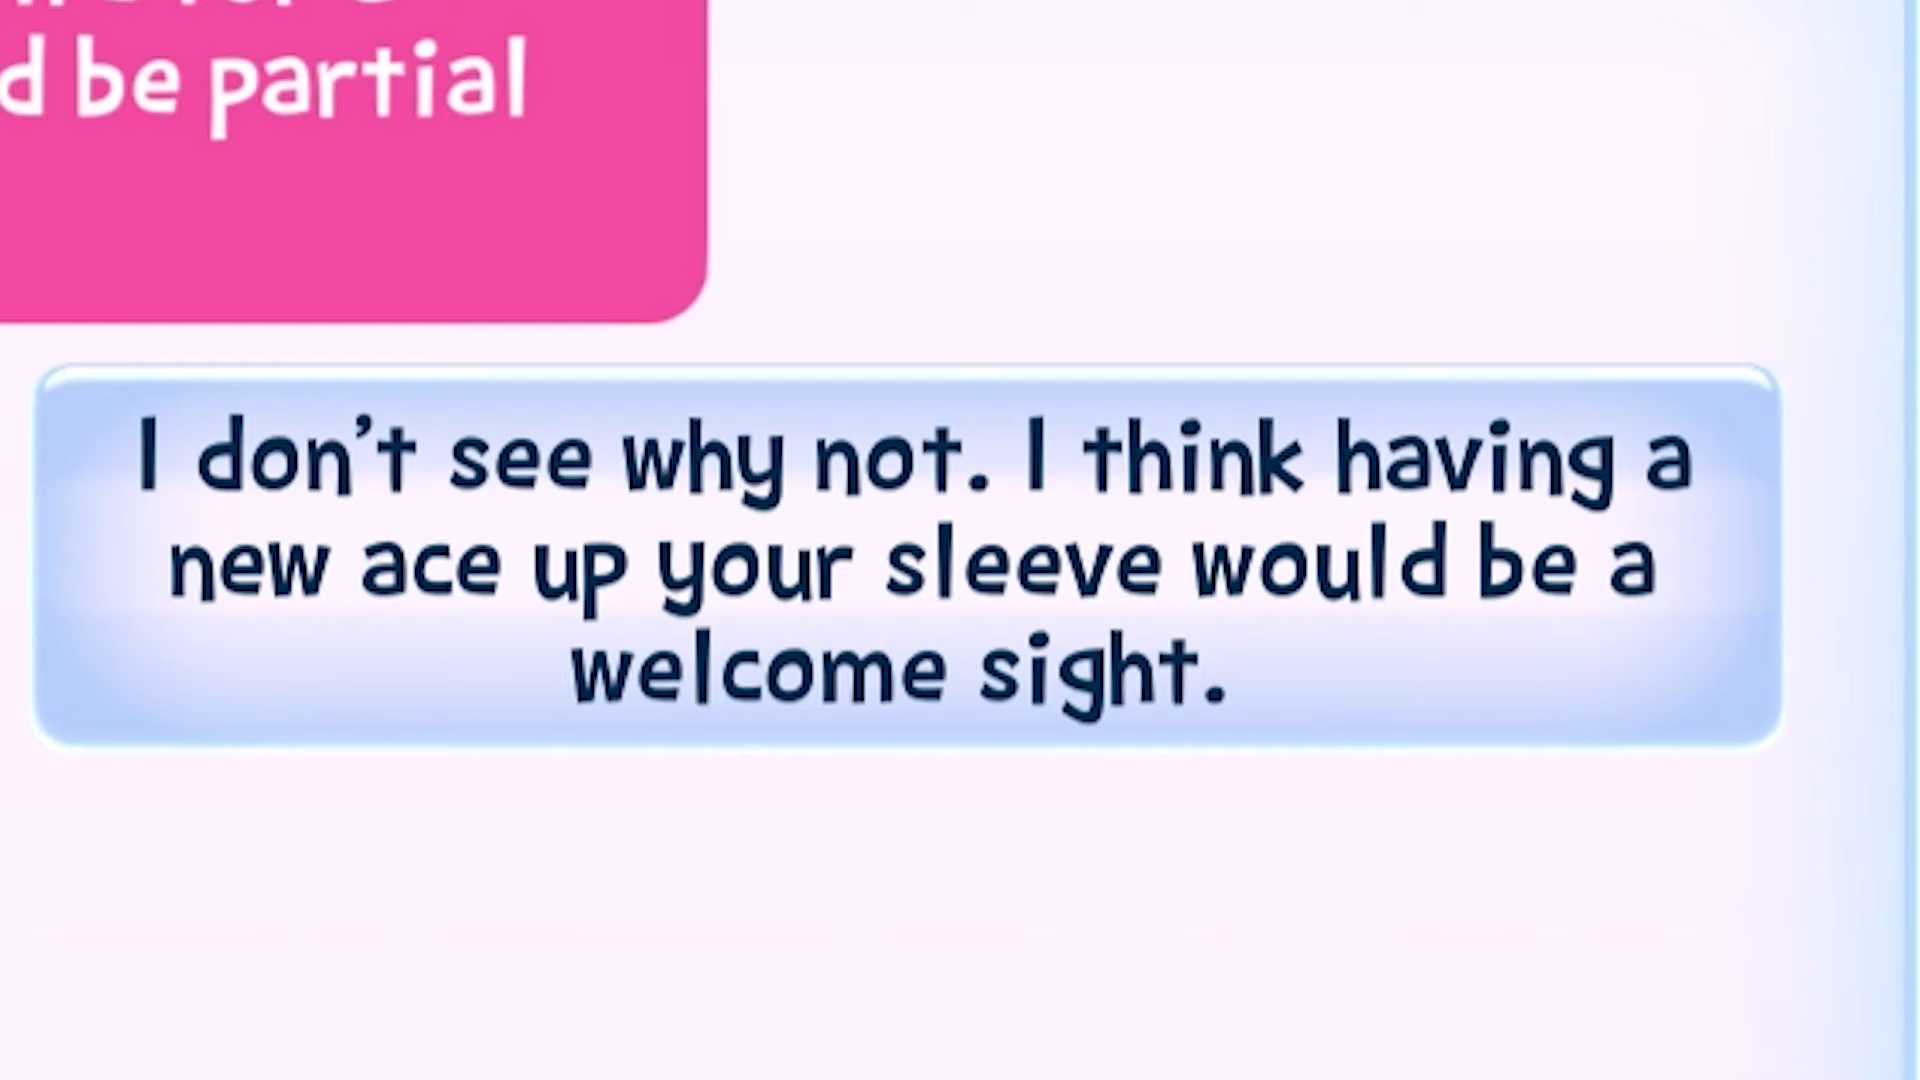 d be partial
I don't see why not. I think having a
new ace up your sleeve would be a
welcome sight.